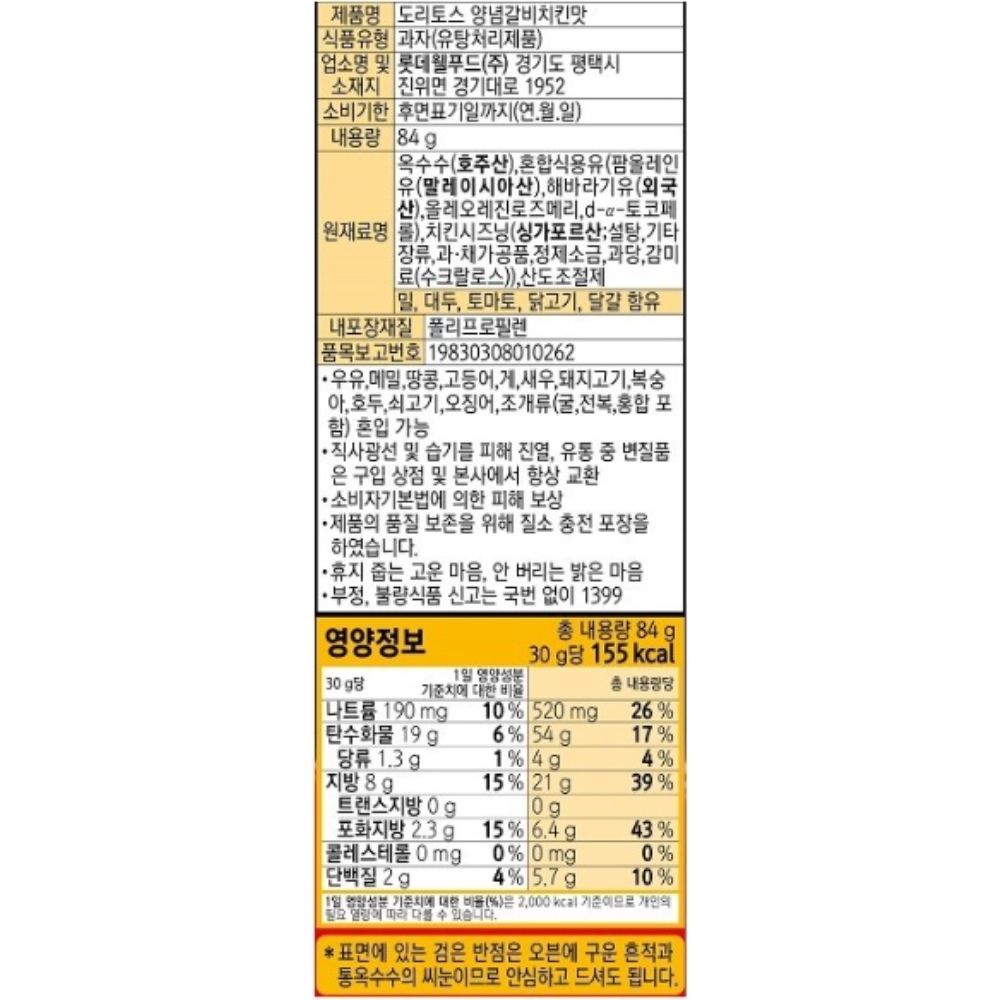 제품명 도리토스 양념갈비치킨맛
식품유형 과자(유탕처리제품)
업소명 및 소재지 롯데웰푸드(주) 경기도 평택시
진위면 경기대로 1952
소비기한 후면표기일까지(연.월.일)
내용량 84 g
원재료명 옥수수(호주산),혼합식용유(팜올레인
유(말레이시아산),해바라기유(외국
산),올레오레진로즈메리,d-α-토코페
롤),치킨시즈닝(싱가포르산;설탕,기타
장류,과·채가공품,정제소금,과당,감미
료(수크랄로스)),산도조절제
밀, 대두, 토마토, 닭고기, 달걀 함유
내포장재질 폴리프로필렌
품목보고번호 19830308010262
·우유,메밀,땅콩,고등어,게,새우,돼지고기,복숭
아,호두,쇠고기,오징어,조개류(굴,전복,홍합 포
함) 혼입 가능
·직사광선 및 습기를 피해 진열, 유통 중 변질품
은 구입 상점 및 본사에서 항상 교환
·소비자기본법에 의한 피해 보상
·제품의 품질 보존을 위해 질소 충전 포장을
하였습니다.
·휴지 줍는 고운 마음, 안 버리는 밝은 마음
·부정, 불량식품 신고는 국번 없이 1399
영양정보
총 내용량 84 g
30 g당 155 kcal
30 g당 1일 영양성분 기준치에 대한 비율 총 내용량당
나트륨 190 mg 10 % 520 mg 26 %
탄수화물 19 g 6 % 54 g 17 %
당류 1.3 g 1 % 4 g 4 %
지방 8 g 15 % 21 g 39 %
트랜스지방 0 g 0 g
포화지방 2.3 g 15 % 6.4 g 43 %
콜레스테롤 0 mg 0 % 0 mg 0 %
단백질 2 g 4 % 5.7 g 10 %
1일 영양성분 기준치에 대한 비율(%)은 2,000 kcal 기준이므로 개인의
필요 열량에 따라 다를 수 있습니다.
*표면에 있는 검은 반점은 오븐에 구운 흔적과
통옥수수의 씨눈이므로 안심하고 드셔도 됩니다.